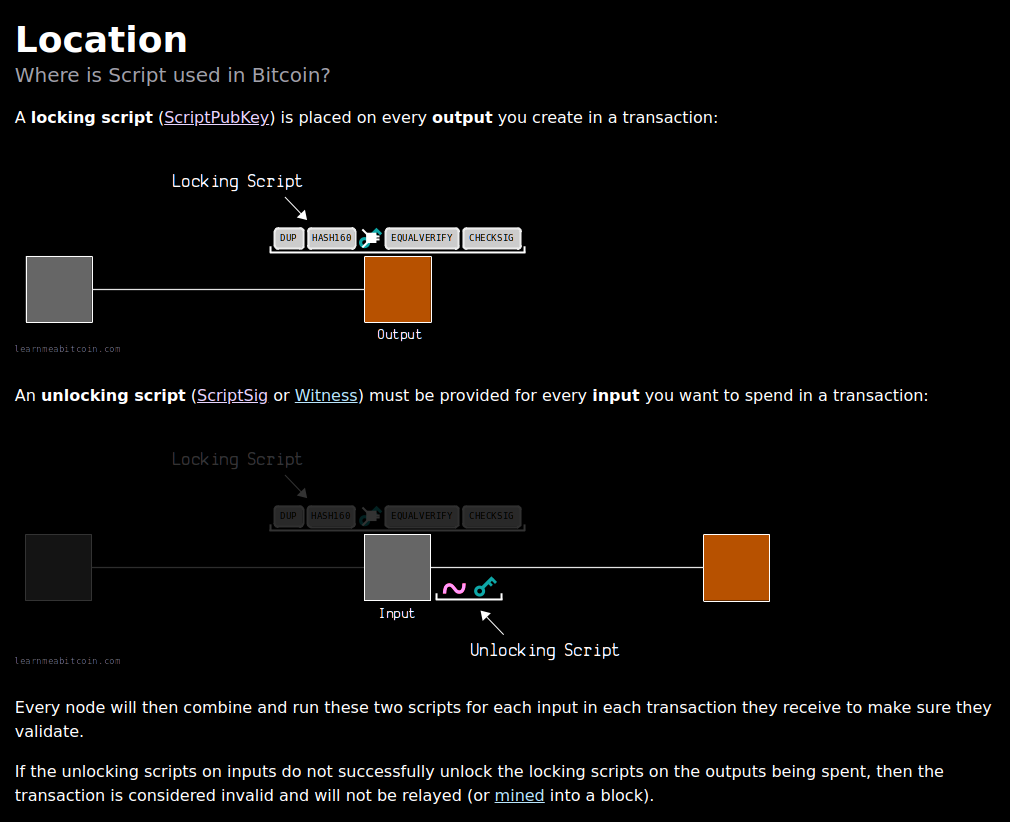 Location
Where is Script used in Bitcoin?
A locking script (ScriptPubKey) is placed on every output you create in a transaction:
Locking Script
DUP HASH160 EQUALVERIFY CHECKSIG
Output
learnmeabitcoin.com
An unlocking script (ScriptSig or Witness) must be provided for every input you want to spend in a transaction:
Locking Script
DUP HASH160 EQUALVERIFY CHECKSIG
Input
Unlocking Script
learnmeabitcoin.com
Every node will then combine and run these two scripts for each input in each transaction they receive to make sure they
validate.
If the unlocking scripts on inputs do not successfully unlock the locking scripts on the outputs being spent, then the
transaction is considered invalid and will not be relayed (or mined into a block).